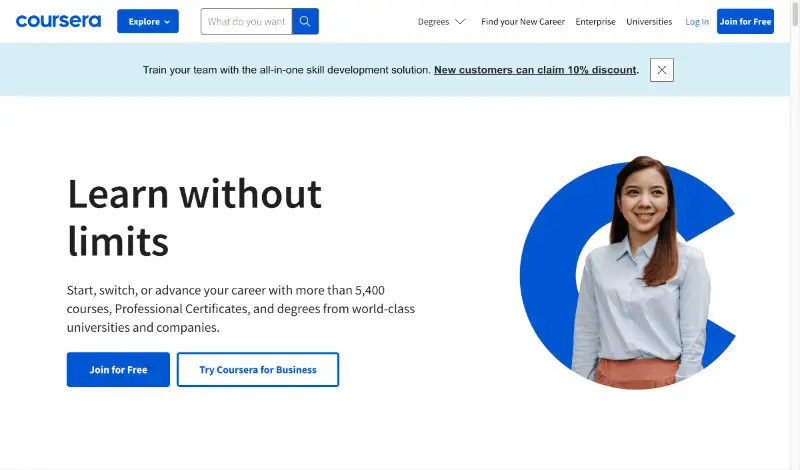 coursera Explore What do you want Degrees Find your New Career Enterprise Universities Log In Join for Free
Train your team with the all-in-one skill development solution. New customers can claim 10% discount.
Learn without
limits
Start, switch, or advance your career with more than 5,400
courses, Professional Certificates, and degrees from world-class
universities and companies.
Join for Free Try Coursera for Business